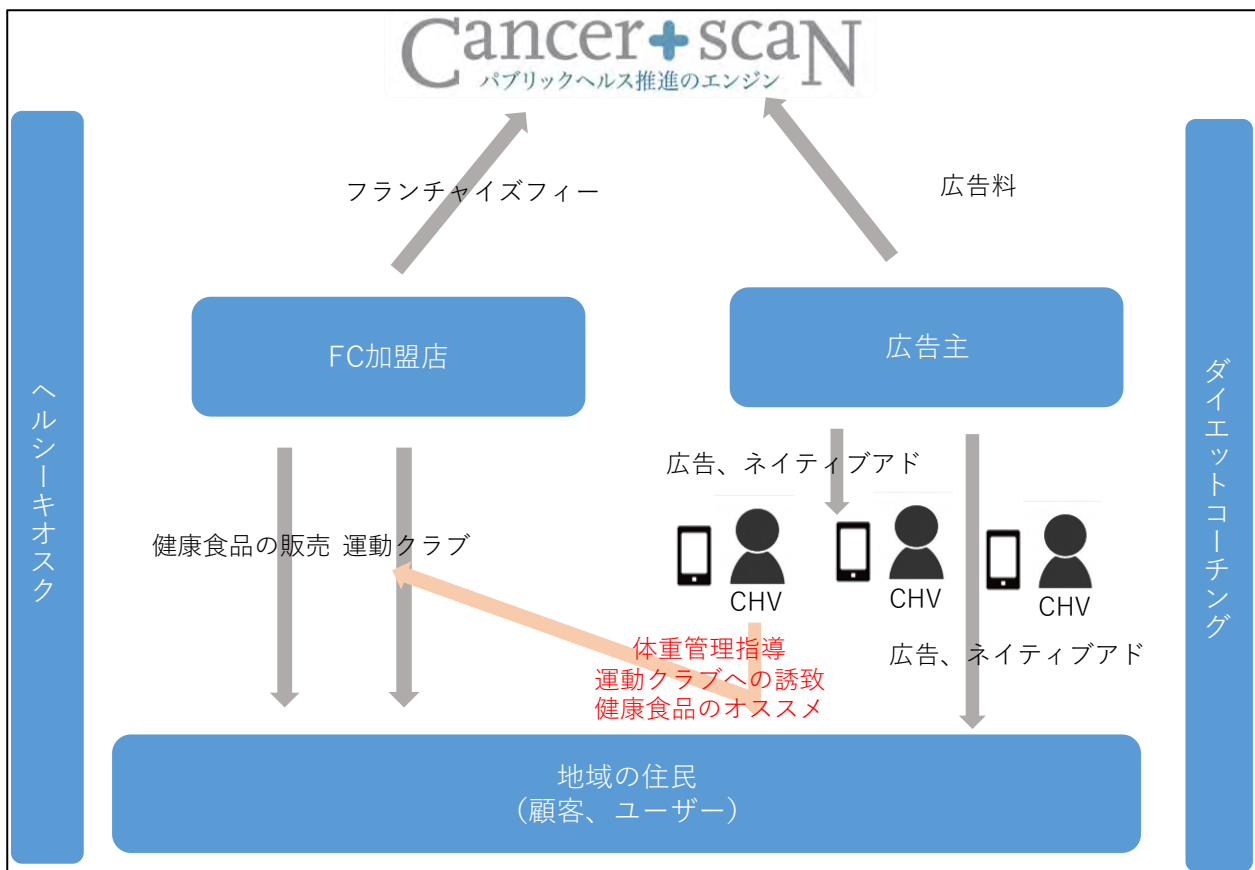 Cancer+scaN
パブリックヘルス推進のエンジン
フランチャイズフィー
広告料
ヘルシーキオスク
FC加盟店
広告主
ダイエットコーチング
広告、ネイティブアド
健康食品の販売 運動クラブ
CHV
CHV
CHV
体重管理指導
運動クラブへの誘致
健康食品のオススメ
広告、ネイティブアド
地域の住民
(顧客、ユーザー)